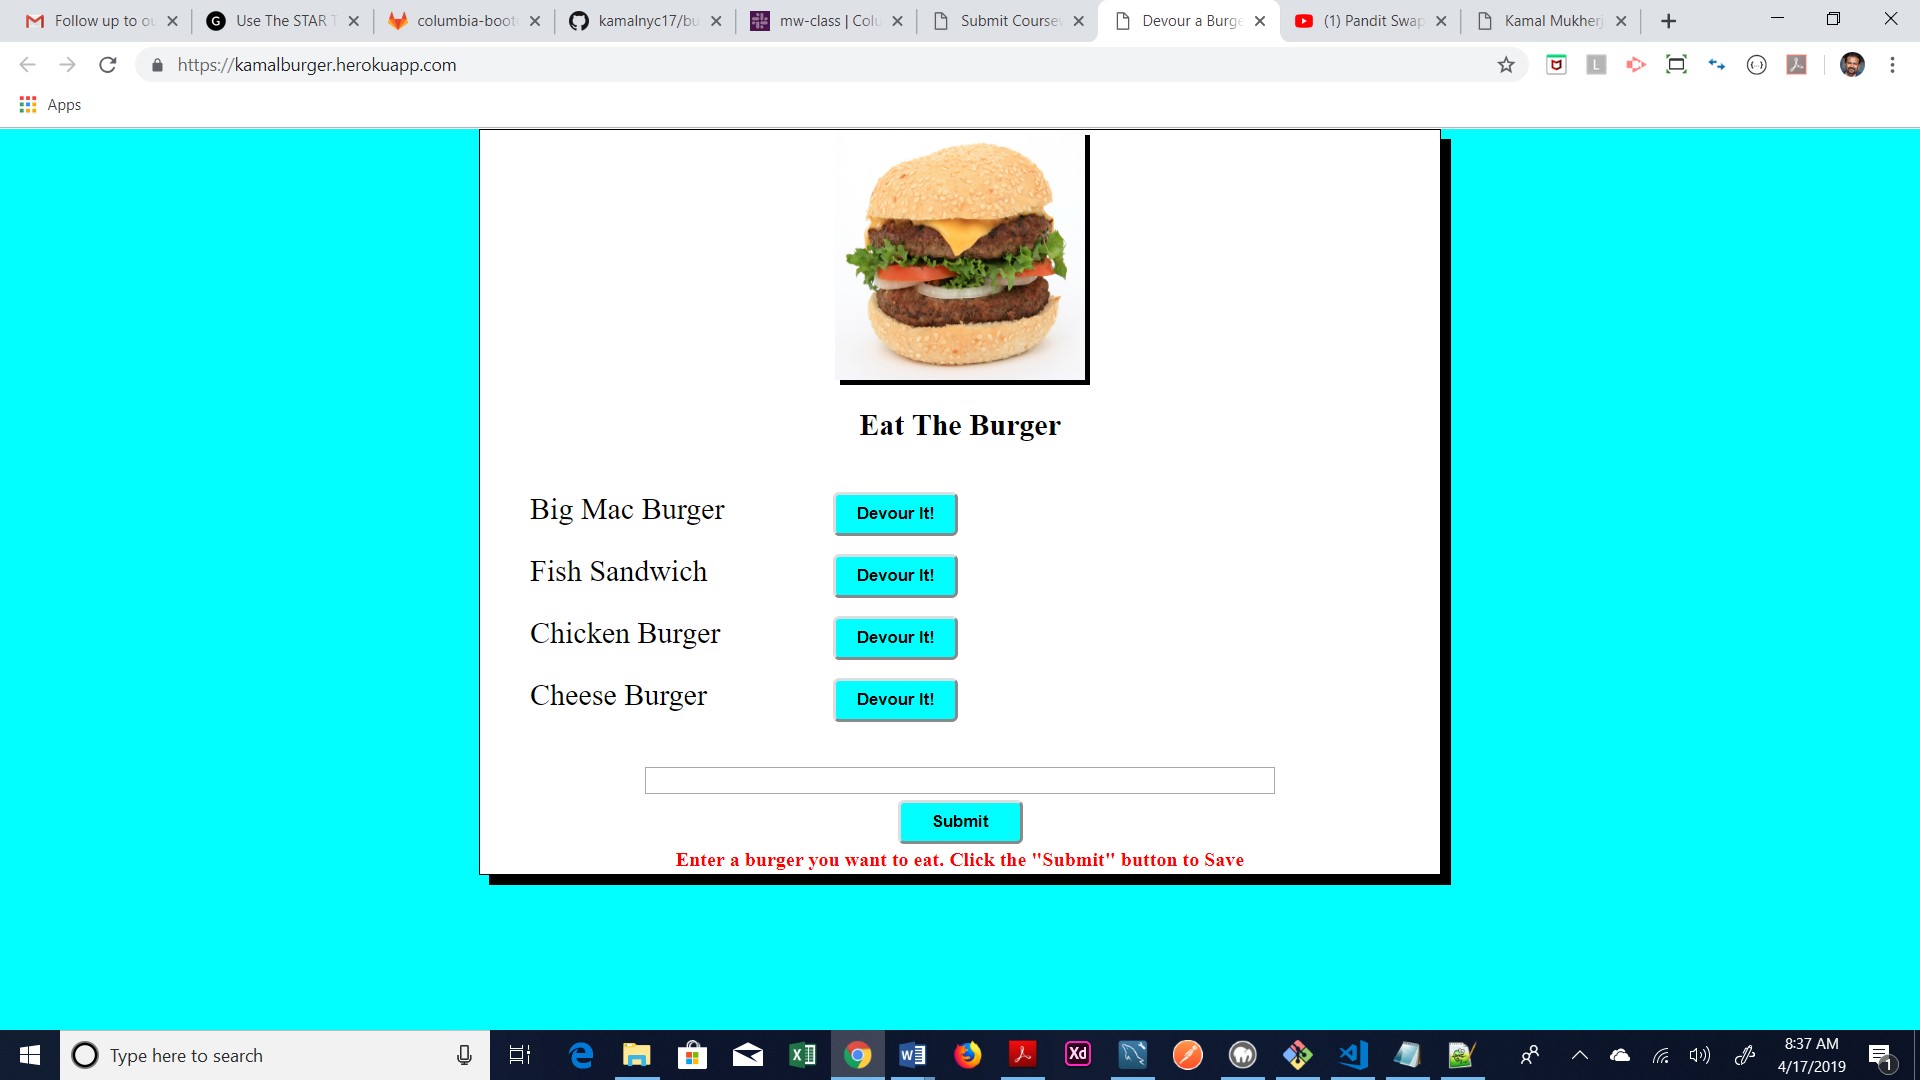 Follow up to ou
Use The STAR T
columbia-boot
kamalnyc17/bu
mw-class | Colu
Submit Coursew
Devour a Burge
(1) Pandit Swap
Kamal Mukherj
https://kamalburger.herokuapp.com
L
Apps
Eat The Burger
Big Mac Burger
Devour It!
Fish Sandwich
Devour It!
Chicken Burger
Devour It!
Cheese Burger
Devour It!
Submit
Enter a burger you want to eat. Click the "Submit" button to Save
Type here to search
Xd
8:37 AM
4/17/2019
1